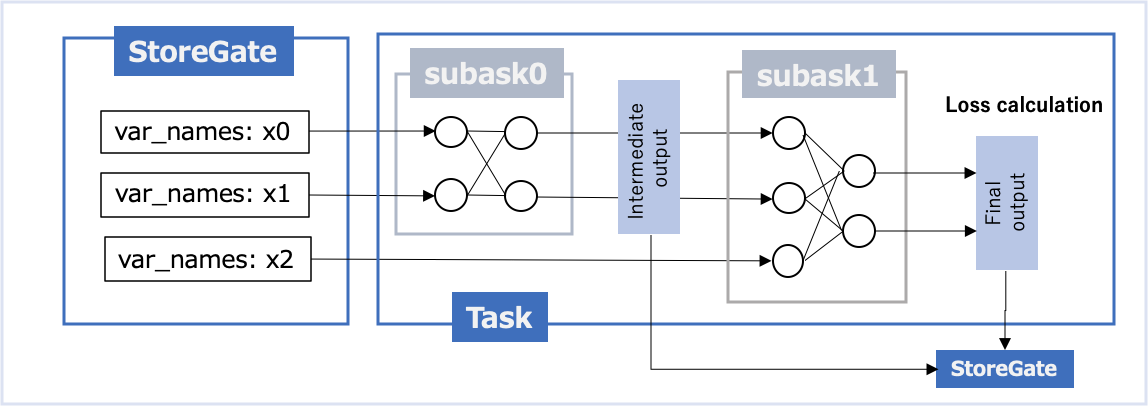 StoreGate
var_names: x0
var_names: x1
var_names: x2
subask0
Intermediate
output
subask1
Loss calculation
Final
output
Task
StoreGate